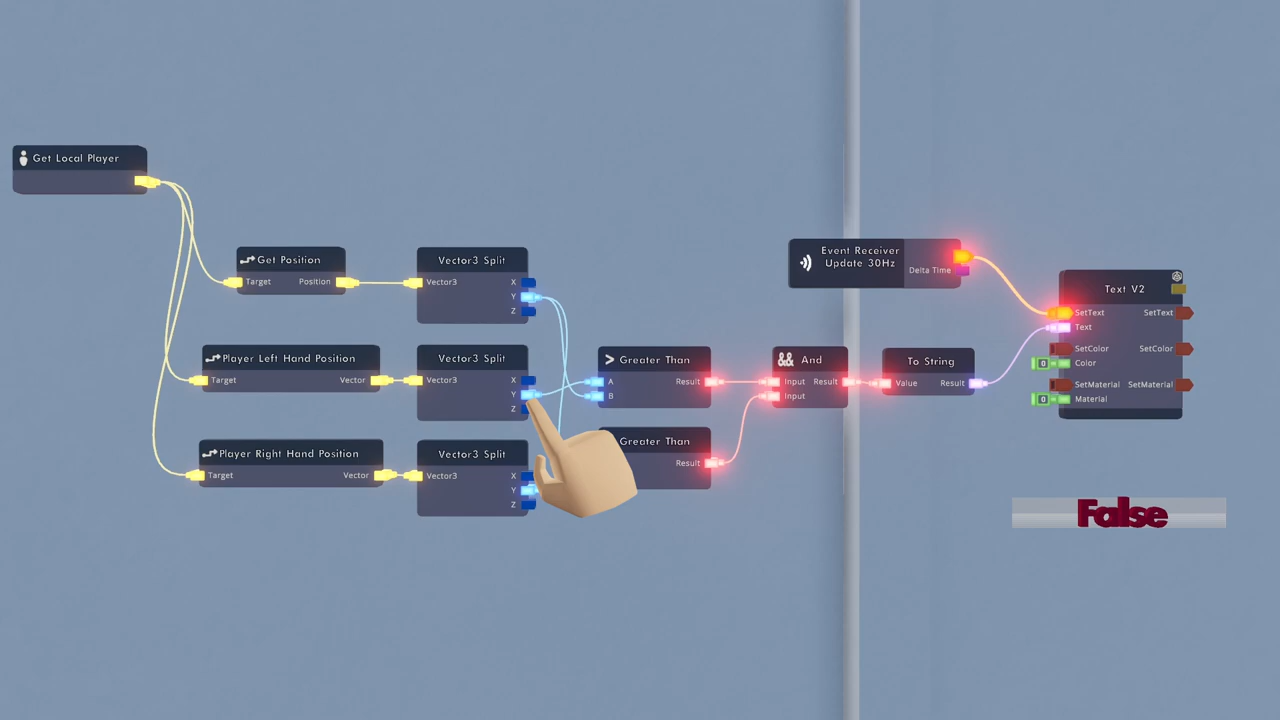 Get Local Player
Get Position
Target
Position
Vector3 Split
Vector3
X
Y
Z
Player Left Hand Position
Target
Vector
Vector3 Split
Vector3
X
Y
Z
Player Right Hand Position
Target
Vector
Vector3 Split
Vector3
X
Y
Z
> Greater Than
A
B
Result
Greater Than
Result
&& And
Input
Input
Result
To String
Value
Result
Event Receiver
Update 30Hz
Delta Time
Text V2
SetText
SetText
Text
SetColor
SetColor
0
Color
SetMaterial
SetMaterial
0
Material
False